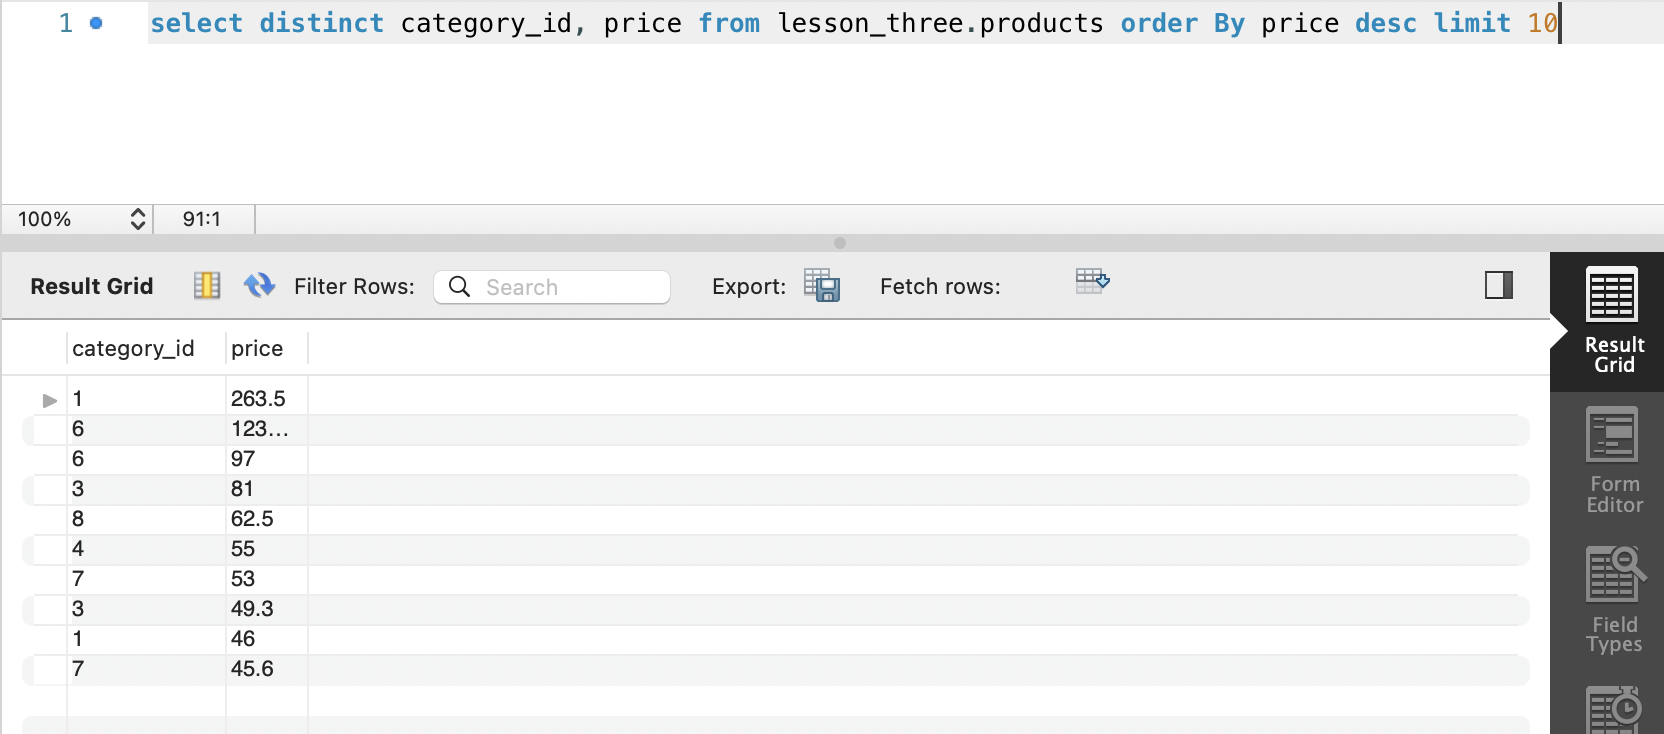 1 select distinct category_id, price from lesson_three.products order By price desc limit 10
100% 91:1
Result Grid Filter Rows: Search Export: Fetch rows:
category_id price
1 263.5
6 123...
6 97
3 81
8 62.5
4 55
7 53
3 49.3
1 46
7 45.6
Result
Grid
Form
Editor
Field
Types